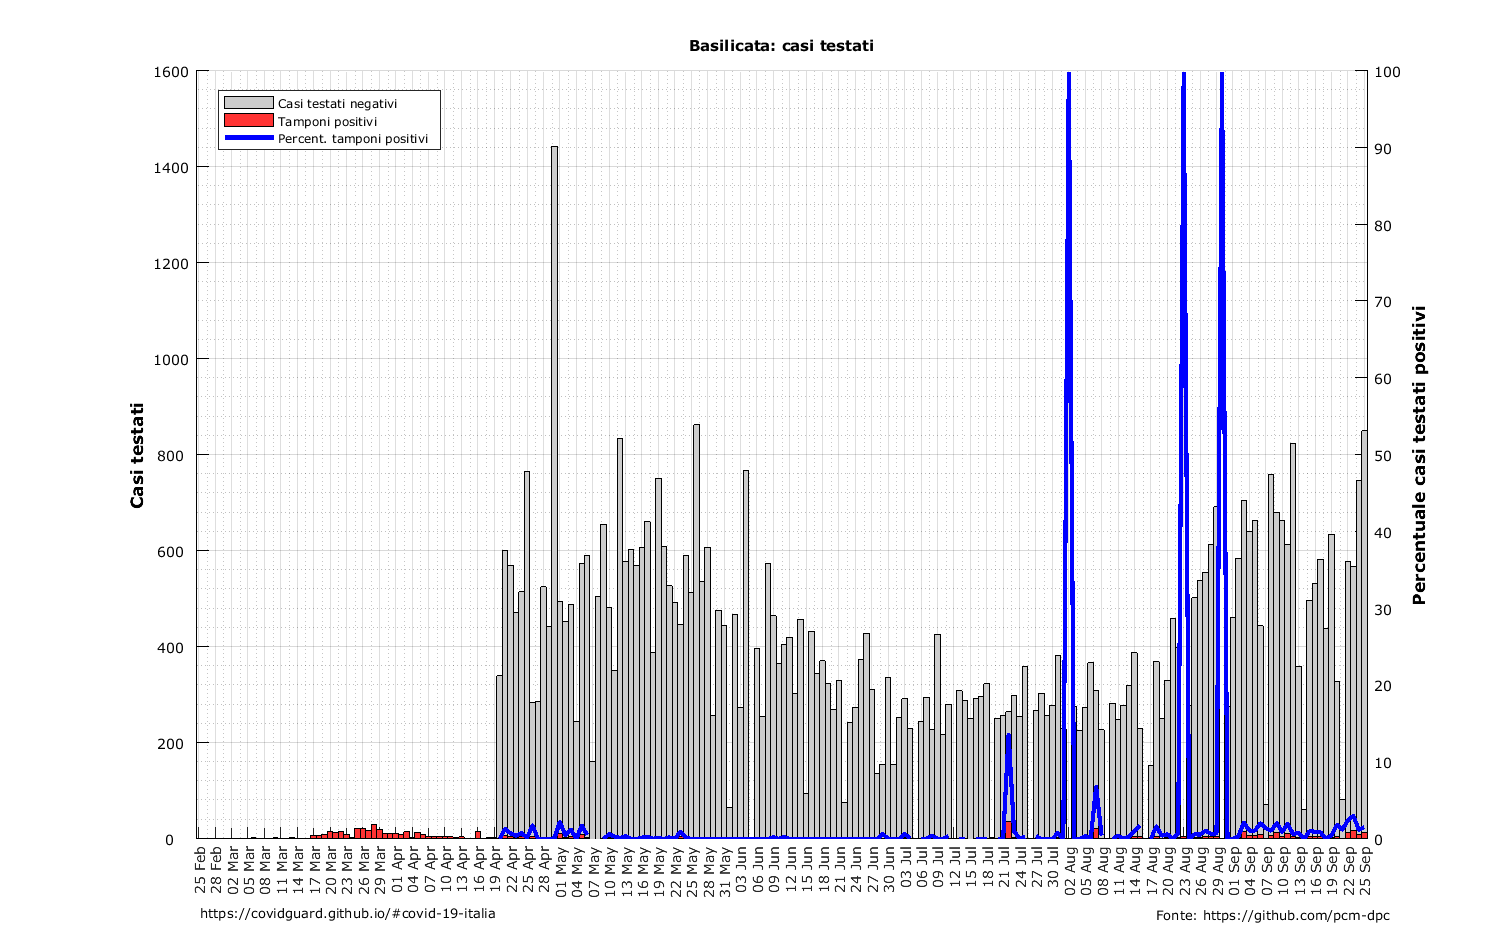 Basilicata: casi testati
1600
1400
1200
1000
800
600
400
200
0
Casi testati
Casi testati negativi
Tamponi positivi
Percent. tamponi positivi
100
90
80
70
60
50
40
30
20
10
0
Percentuale casi testati positivi
25 Feb
28 Feb
02 Mar
05 Mar
08 Mar
11 Mar
14 Mar
17 Mar
20 Mar
23 Mar
26 Mar
29 Mar
01 Apr
04 Apr
07 Apr
10 Apr
13 Apr
16 Apr
19 Apr
22 Apr
25 Apr
28 Apr
01 May
04 May
07 May
10 May
13 May
16 May
19 May
22 May
25 May
28 May
31 May
03 Jun
06 Jun
09 Jun
12 Jun
15 Jun
18 Jun
21 Jun
24 Jun
27 Jun
30 Jun
03 Jul
06 Jul
09 Jul
12 Jul
15 Jul
18 Jul
21 Jul
24 Jul
27 Jul
30 Jul
02 Aug
05 Aug
08 Aug
11 Aug
14 Aug
17 Aug
20 Aug
23 Aug
26 Aug
29 Aug
01 Sep
04 Sep
07 Sep
10 Sep
13 Sep
16 Sep
19 Sep
22 Sep
25 Sep
https://covidguard.github.io/#covid-19-italia
Fonte: https://github.com/pcm-dpc